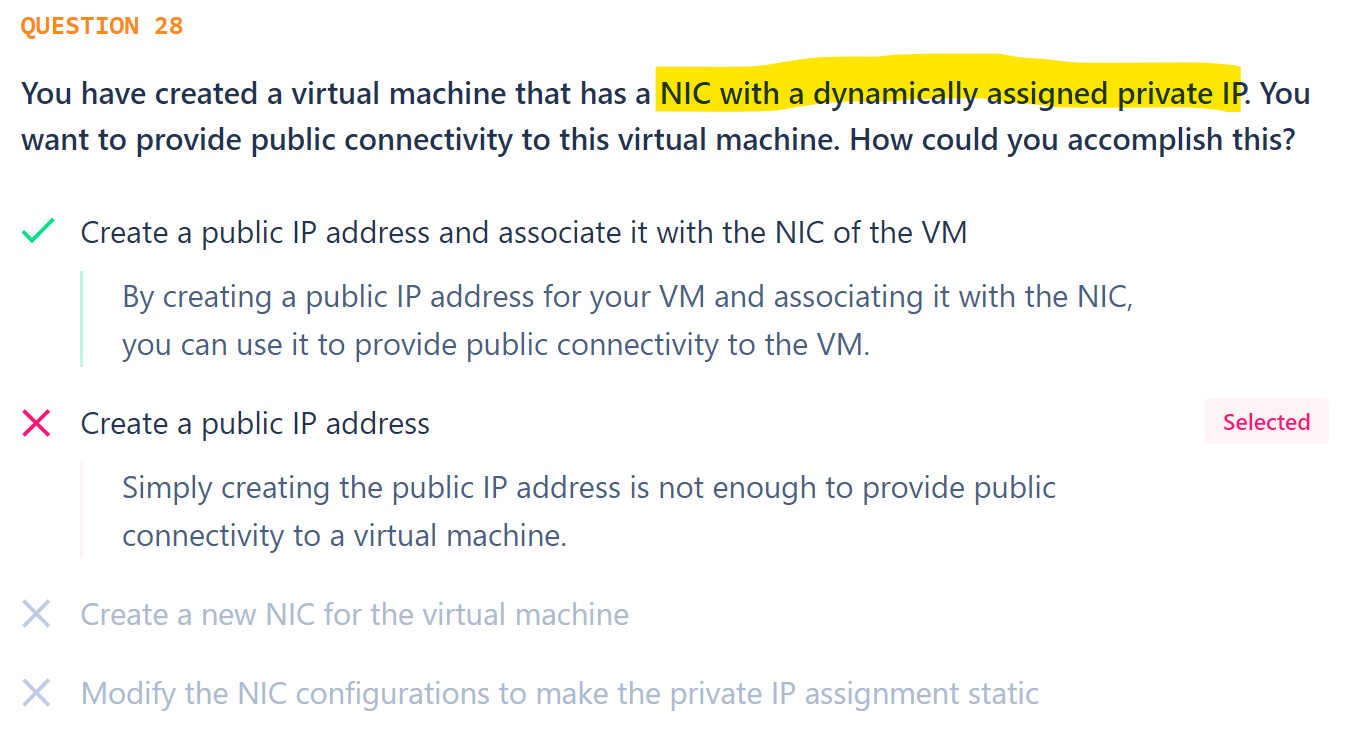 QUESTION 28
You have created a virtual machine that has a NIC with a dynamically assigned private IP. You
want to provide public connectivity to this virtual machine. How could you accomplish this?
Create a public IP address and associate it with the NIC of the VM
By creating a public IP address for your VM and associating it with the NIC,
you can use it to provide public connectivity to the VM.
Create a public IP address
Selected
Simply creating the public IP address is not enough to provide public
connectivity to a virtual machine.
Create a new NIC for the virtual machine
Modify the NIC configurations to make the private IP assignment static